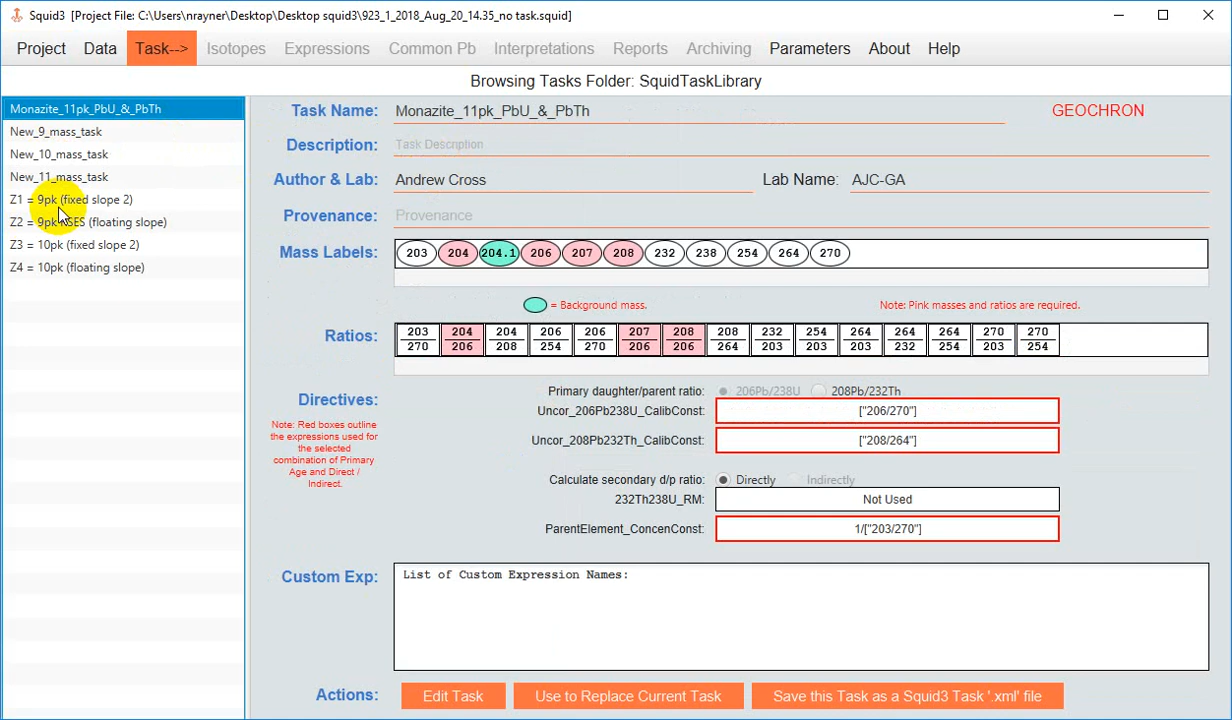 Squid3 [Project File: C:\Users\nrayner\Desktop\Desktop squid3\923_1_2018_Aug_20_14.35_no task.squid]
Project Data Task--> Isotopes Expressions Common Pb Interpretations Reports Archiving Parameters About Help
Browsing Tasks Folder: SquidTaskLibrary
Monazite_11pk_PbU_&_PbTh
New_9_mass_task
New_10_mass_task
New_11_mass_task
Z1 = 9pk (fixed slope 2)
Z2 = 9pk RSES (floating slope)
Z3 = 10pk (fixed slope 2)
Z4 = 10pk (floating slope)
Task Name: Monazite_11pk_PbU_&_PbTh GEOCHRON
Description: Task Description
Author & Lab: Andrew Cross Lab Name: AJC-GA
Provenance: Provenance
Mass Labels: 203 204 204.1 206 207 208 232 238 254 264 270
= Background mass. Note: Pink masses and ratios are required.
Ratios:
203 204 204 206 206 207 208 208 232 254 264 264 264 270 270
270 206 208 254 270 206 206 264 203 203 203 232 254 203 254
Directives:
Note: Red boxes outline
the expressions used for
the selected
combination of Primary
Age and Direct /
Indirect.
Primary daughter/parent ratio: 206Pb/238U 208Pb/232Th
Uncor_206Pb238U_CalibConst: ["206/270"]
Uncor_208Pb232Th_CalibConst: ["208/264"]
Calculate secondary d/p ratio: Directly Indirectly
232Th238U_RM: Not Used
ParentElement_ConcenConst: 1/["203/270"]
Custom Exp: List of Custom Expression Names:
Actions: Edit Task Use to Replace Current Task Save this Task as a Squid3 Task '.xml' file